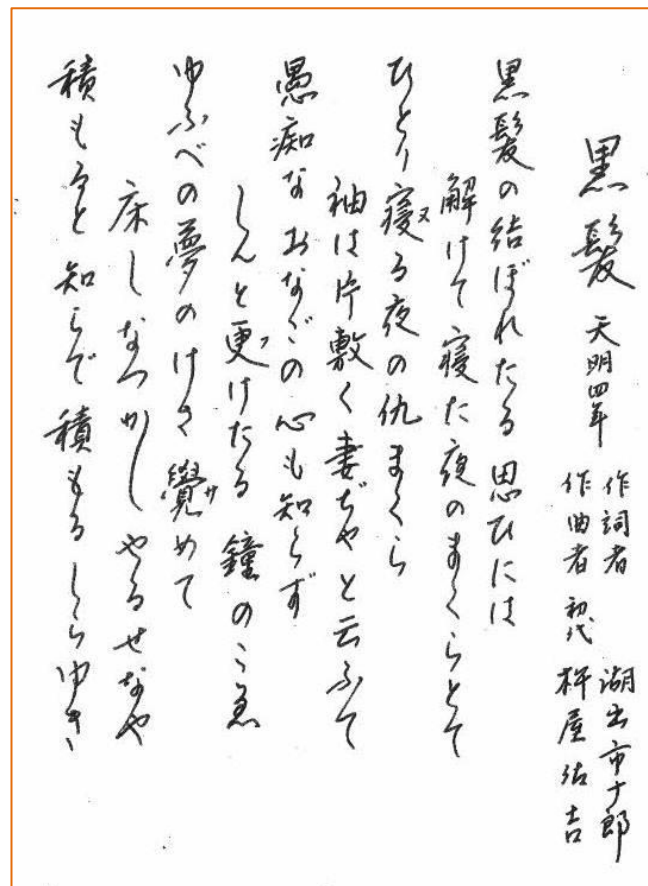 黒髪 天明四年
作詞者 湖出市十郎
作曲者 初代 杵屋佐吉
黒髪の結ぼれたる思ひには
解けて寝た夜のまくらとて
ひとり寝る夜の仇まくら
袖は片敷く妻ぢやと云ふて
愚痴なおなごの心も知らず
しんと更けたる鐘のこゑ
ゆふべの夢のけさ覺めて
床しなつかしやるせなや
積もると知らで積もるしらゆき